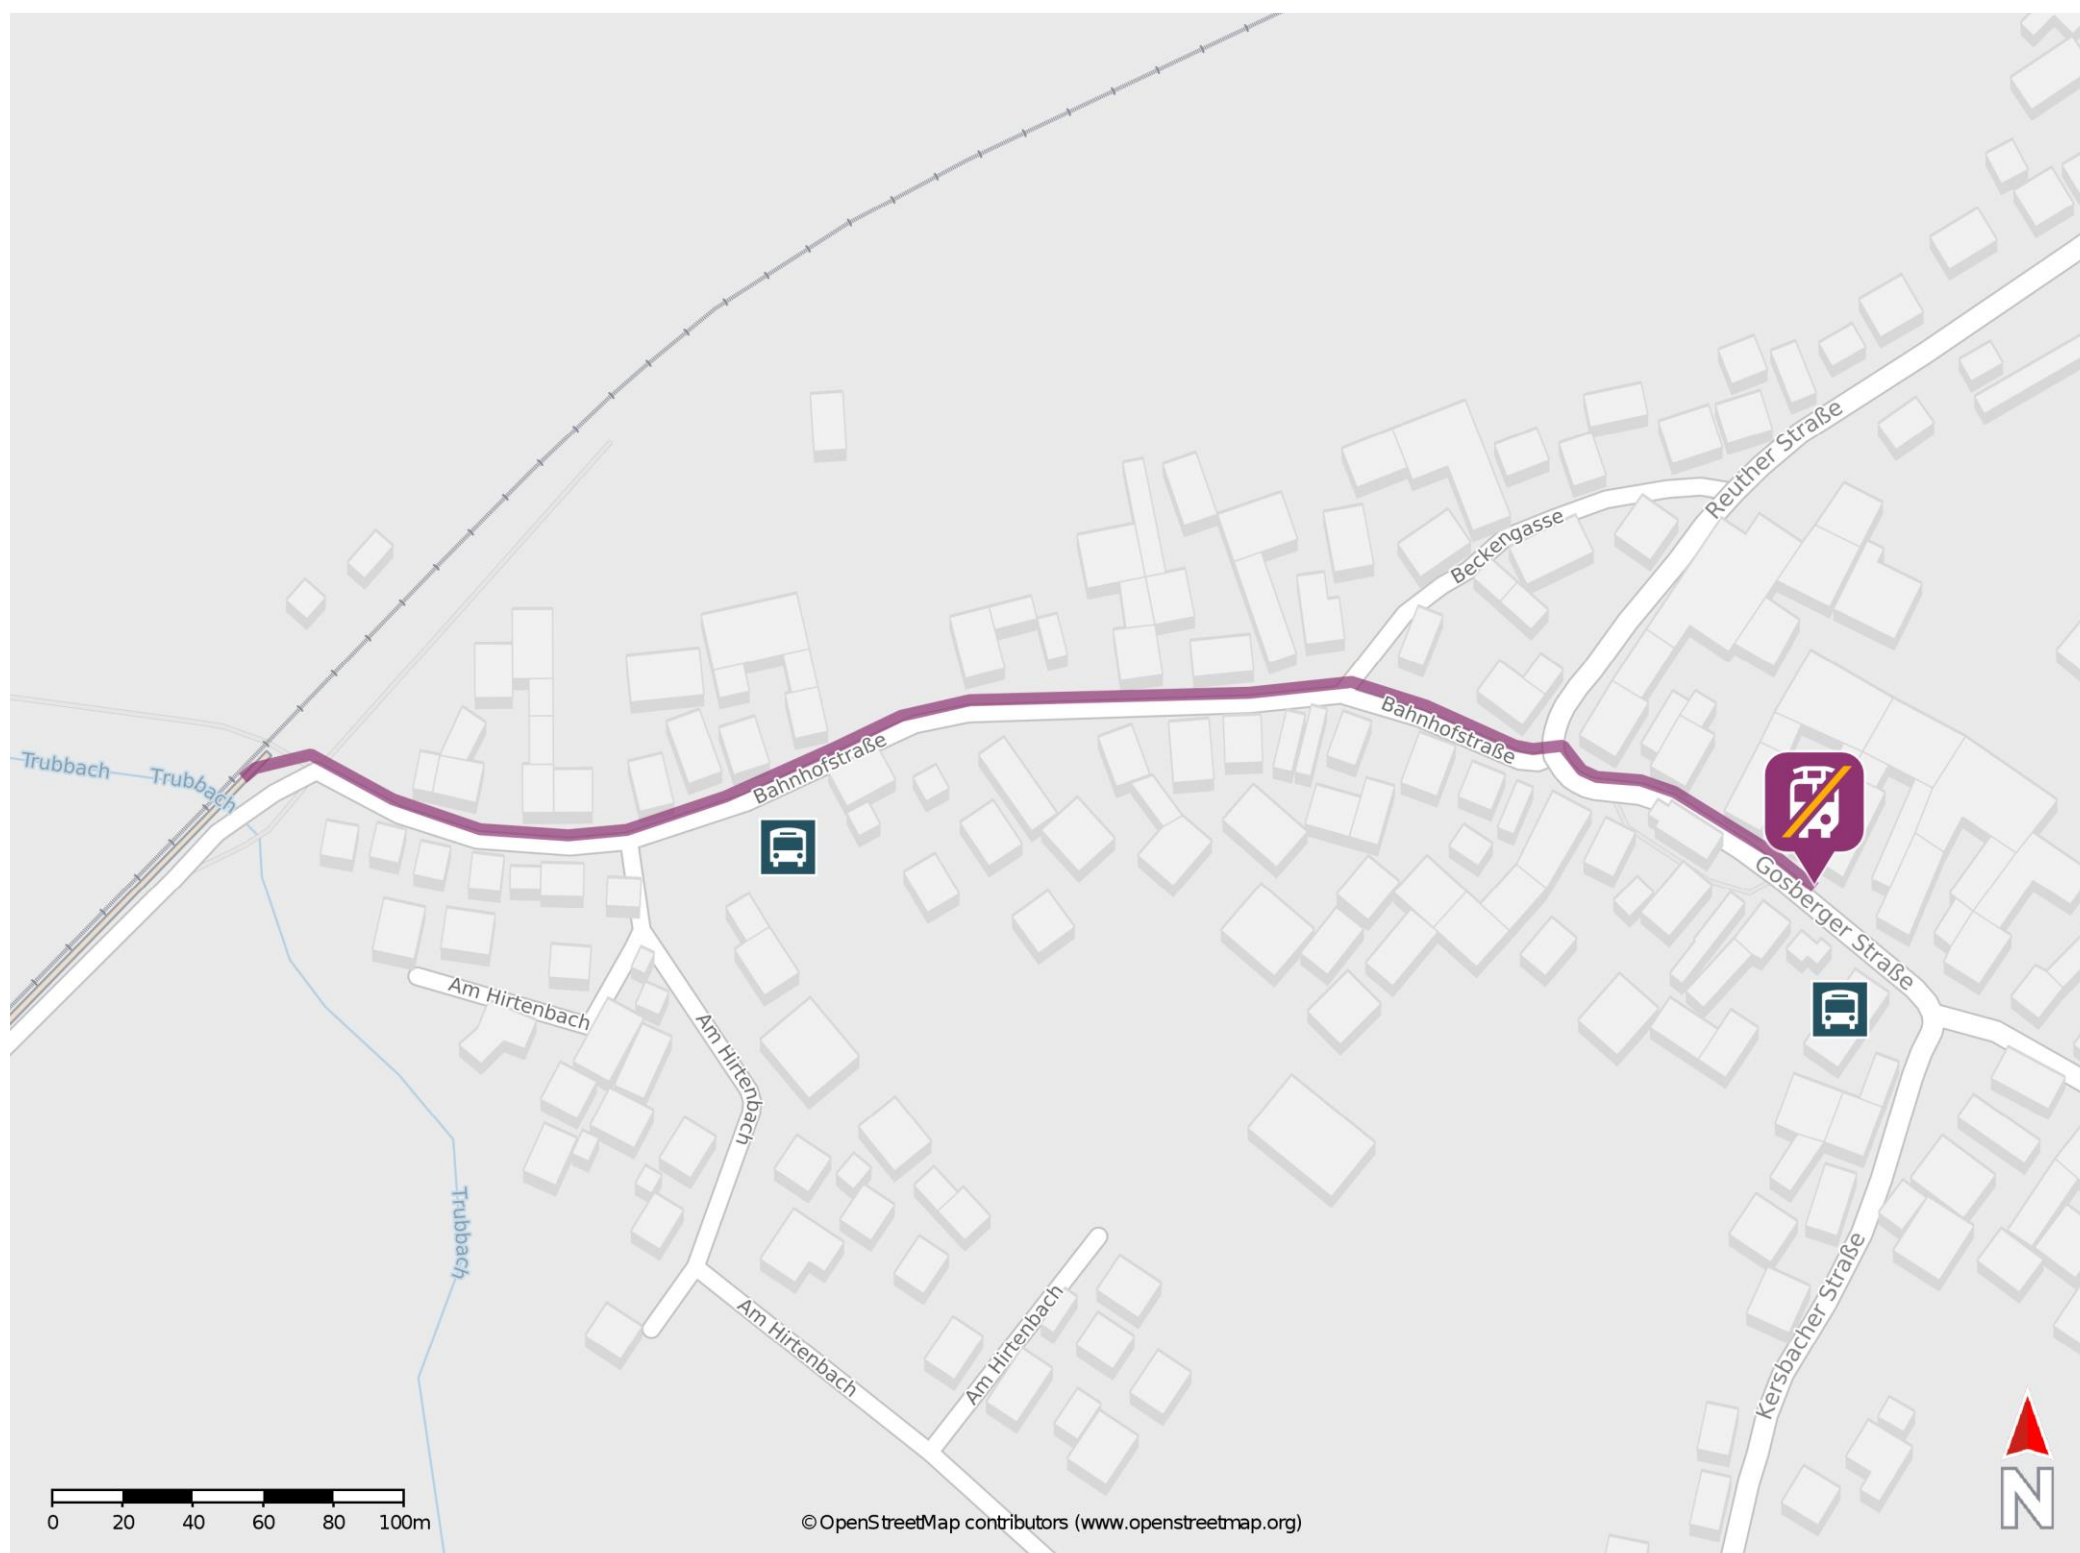 Reuther Straße
Beckengasse
Bahnhofstraße
Bahnhofstraße
Trubbach
Trubbach
Gosberger Straße
Am Hirtenbach
Am Hirtenbach
Trubbach
Am Hirtenbach
Am Hirtenbach
Kersbacher Straße
N
0 20 40 60 80 100m
©OpenStreetMap contributors (www.openstreetmap.org)